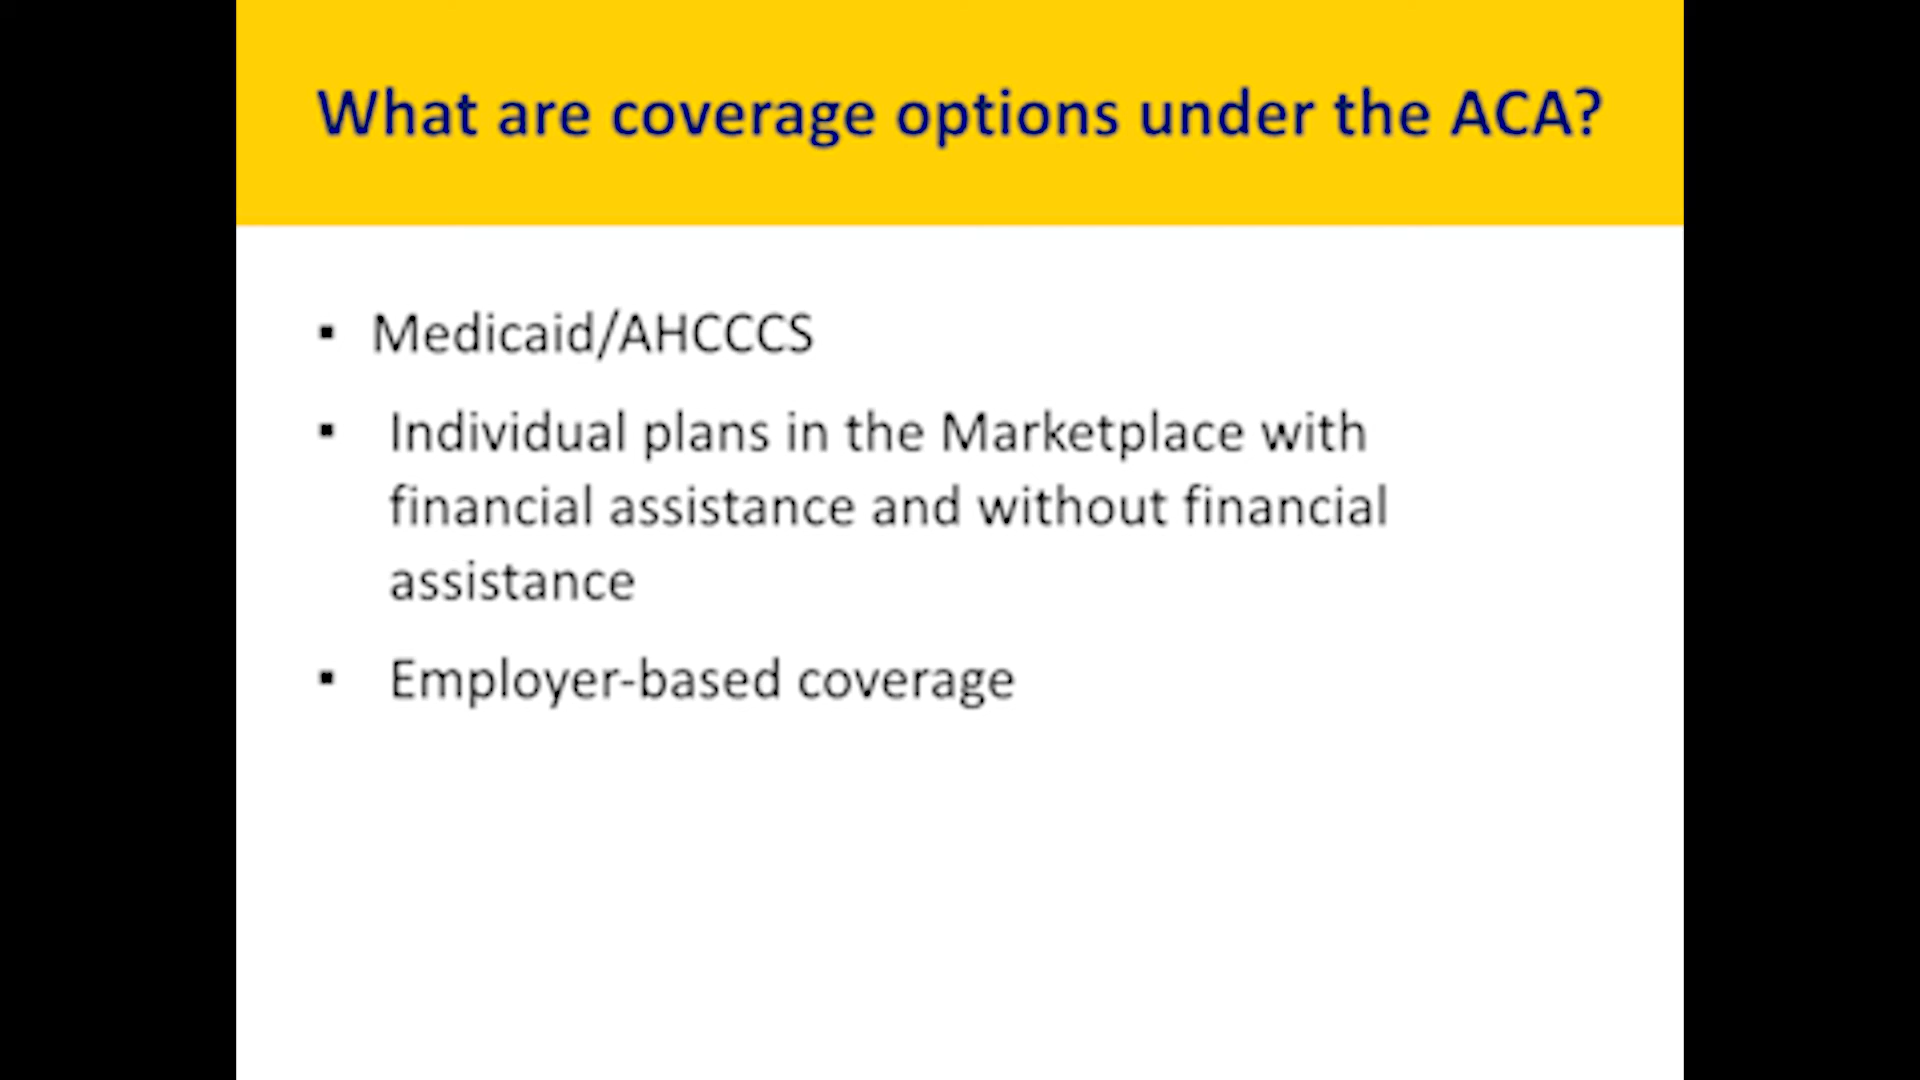 What are coverage options under the ACA?
▪ Medicaid/AHCCCS
▪ Individual plans in the Marketplace with
financial assistance and without financial
assistance
▪ Employer-based coverage